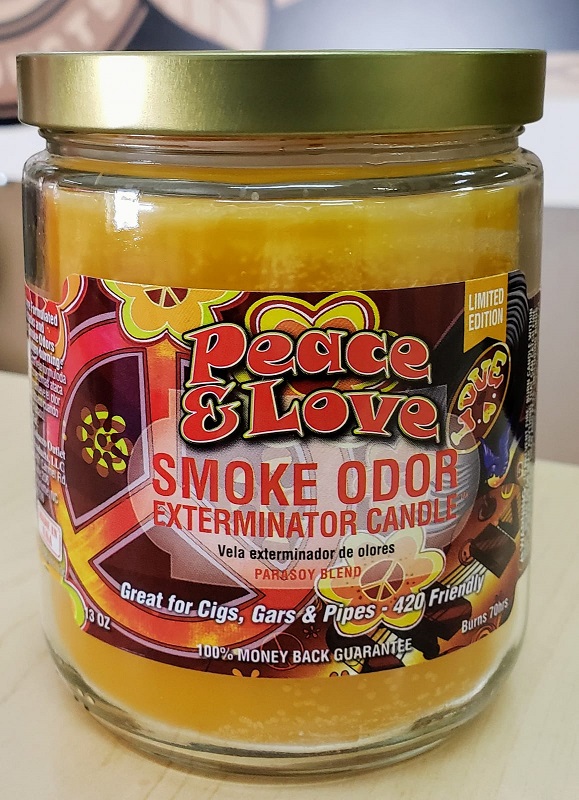 LIMITED
EDITION
Peace
& Love
LOVE
SMOKE ODOR
EXTERMINATOR CANDLE
Vela exterminador de olores
PARASOY BLEND
Great for Cigs, Gars & Pipes - 420 Friendly
13 OZ
Burns 70hrs
100% MONEY BACK GUARANTEE